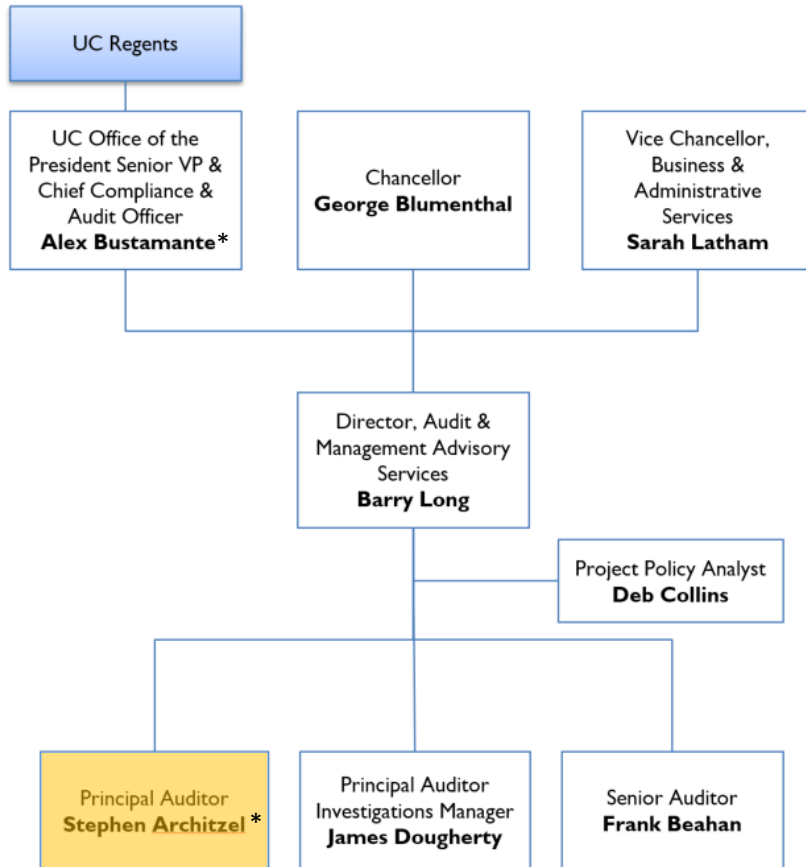 UC Regents
UC Office of the
President Senior VP &
Chief Compliance &
Audit Officer
Alex Bustamante*
Chancellor
George Blumenthal
Vice Chancellor,
Business &
Administrative
Services
Sarah Latham
Director, Audit &
Management Advisory
Services
Barry Long
Project Policy Analyst
Deb Collins
Principal Auditor
Stephen Architzel*
Principal Auditor
Investigations Manager
James Dougherty
Senior Auditor
Frank Beahan